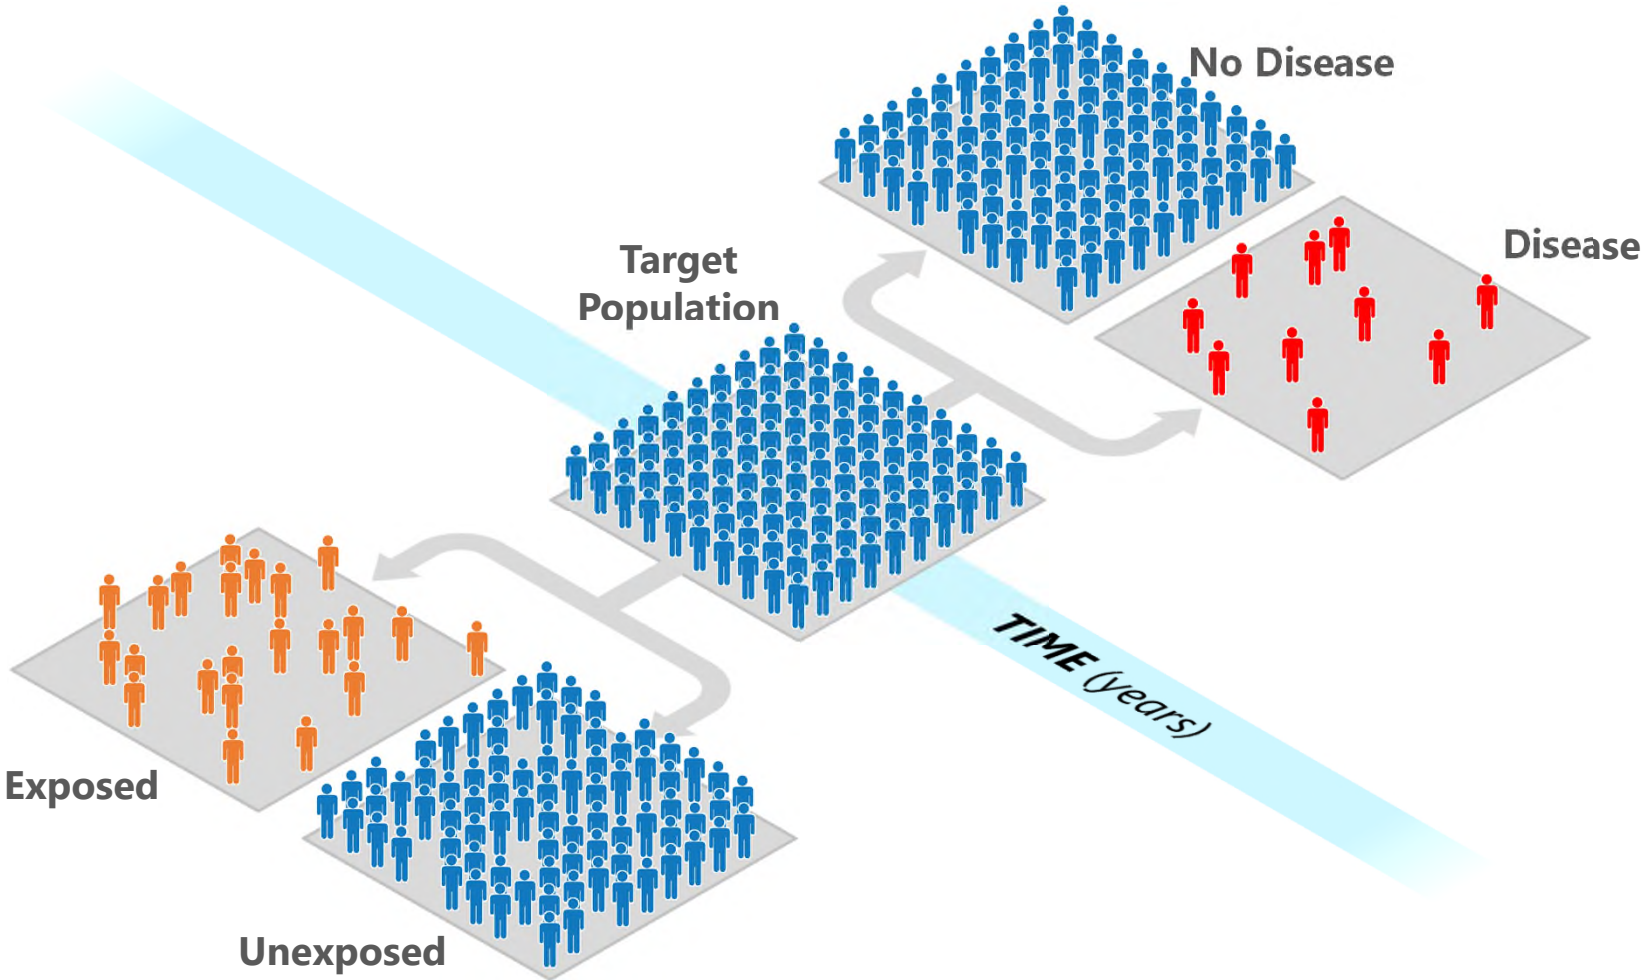 No Disease
Disease
Target
Population
TIME (years)
Exposed
Unexposed